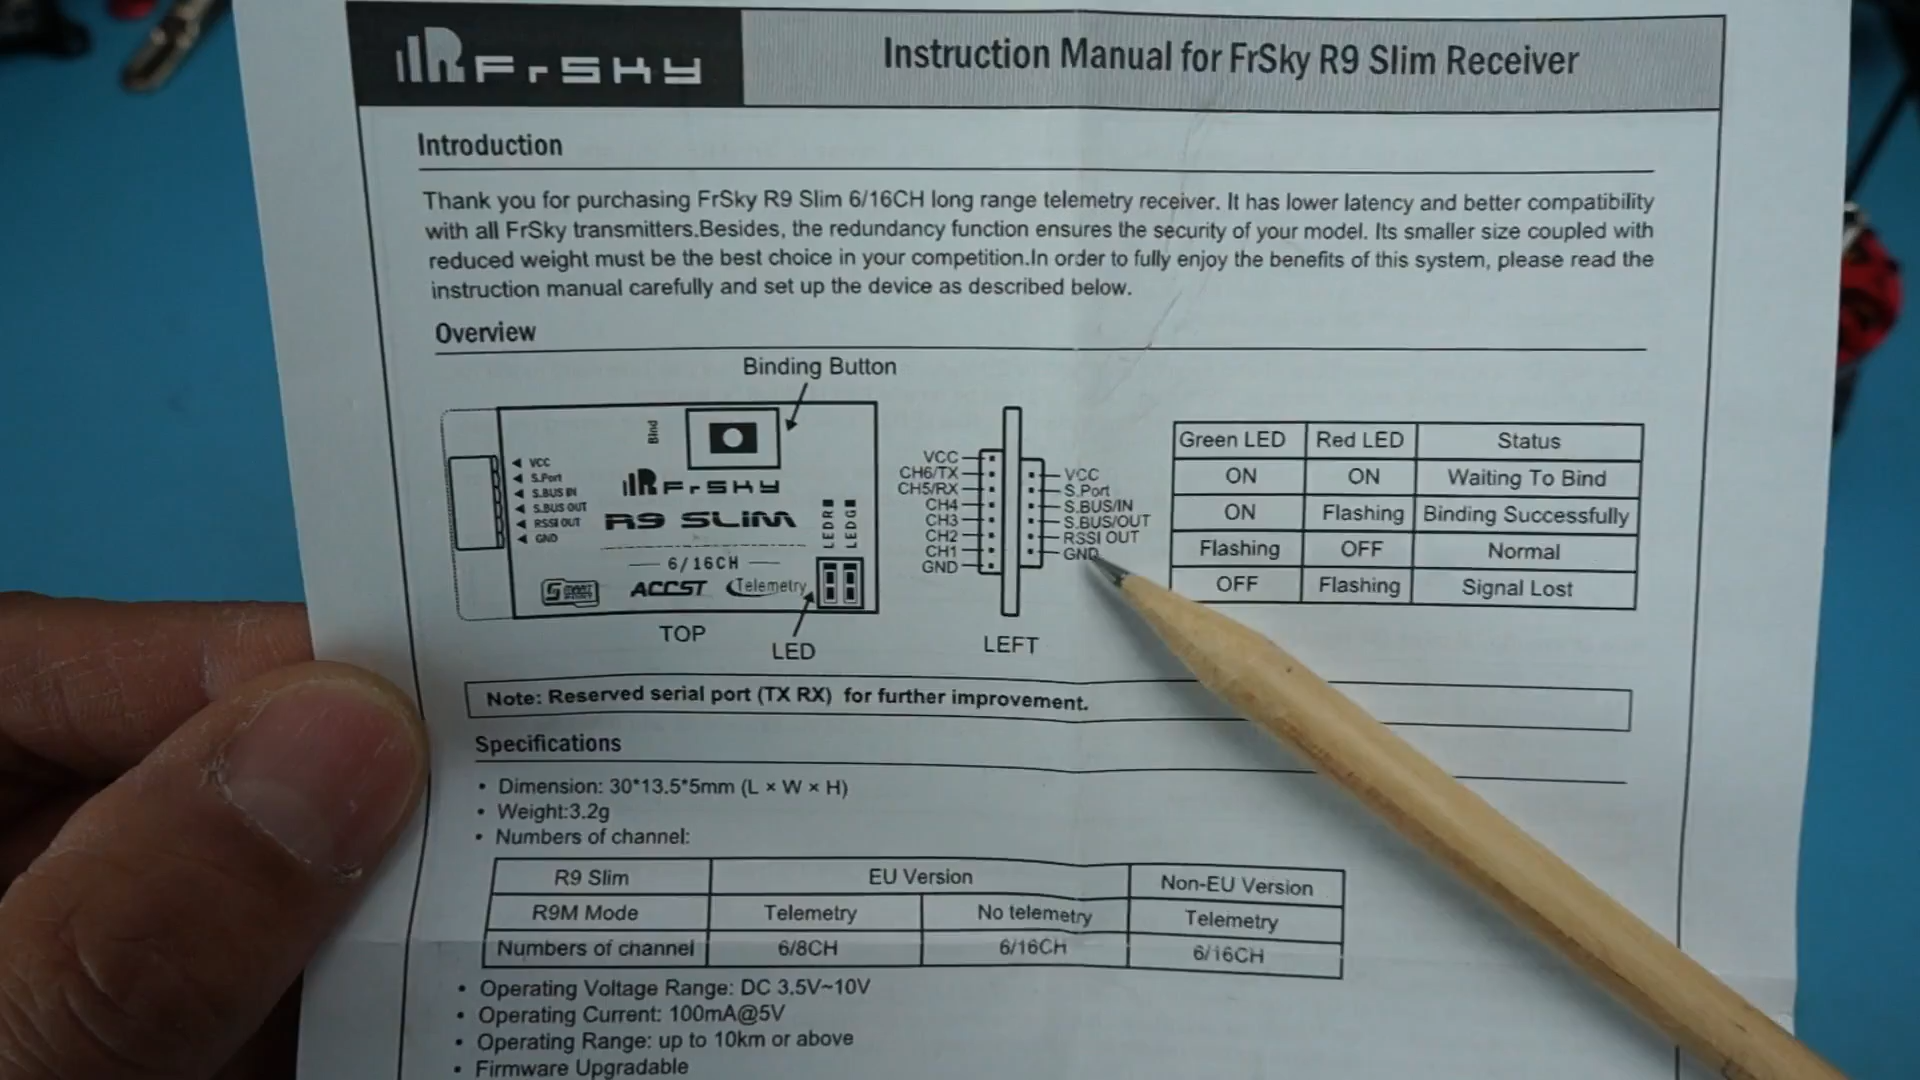 FrSKY
Instruction Manual for FrSky R9 Slim Receiver
Introduction
Thank you for purchasing FrSky R9 Slim 6/16CH long range telemetry receiver. It has lower latency and better compatibility
with all FrSky transmitters.Besides, the redundancy function ensures the security of your model. Its smaller size coupled with
reduced weight must be the best choice in your competition.In order to fully enjoy the benefits of this system, please read the
instruction manual carefully and set up the device as described below.
Overview
Binding Button
Bind
VCC
S.Port
S.BUS IN
S.BUS OUT
RSSI OUT
GND
FrSKY
R9 SLIM
6/16CH
SMART PORT
ACCST
Telemetry
LEDR
LEDG
TOP
LED
VCC
CH6/TX
CH5/RX
CH4
CH3
CH2
CH1
GND
VCC
S.Port
S.BUS/IN
S.BUS/OUT
RSSI OUT
GND
LEFT
Green LED Red LED Status
ON ON Waiting To Bind
ON Flashing Binding Successfully
Flashing OFF Normal
OFF Flashing Signal Lost
Note: Reserved serial port (TX RX) for further improvement.
Specifications
• Dimension: 30*13.5*5mm (L × W × H)
• Weight:3.2g
• Numbers of channel:
R9 Slim EU Version Non-EU Version
R9M Mode Telemetry No telemetry Telemetry
Numbers of channel 6/8CH 6/16CH 6/16CH
• Operating Voltage Range: DC 3.5V~10V
• Operating Current: 100mA@5V
• Operating Range: up to 10km or above
• Firmware Upgradable